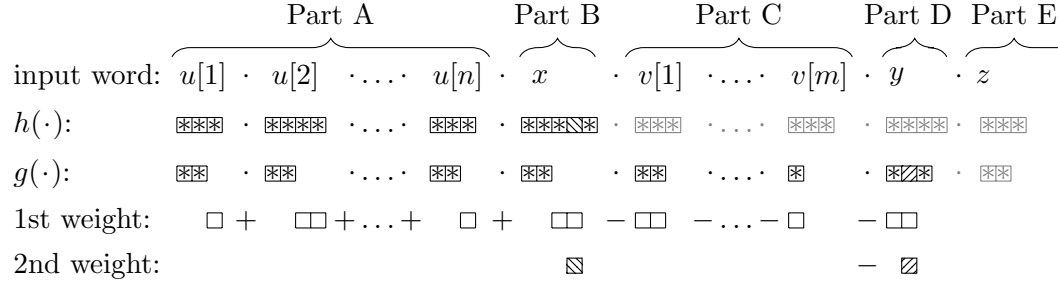 Part A Part B Part C Part D Part E
input word: u[1] · u[2] ·...· u[n] · x · v[1] ·...· v[m] · y · z
h(·): *** · **** ·...· *** · **** * · *** ·...· *** · **** · ***
g(·): ** · ** ·...· ** · ** · ** ·...· * · * * · **
1st weight: □ + □□ +...+ □ + □□ − □□ −...− □ − □□
2nd weight: ▧ − ▨